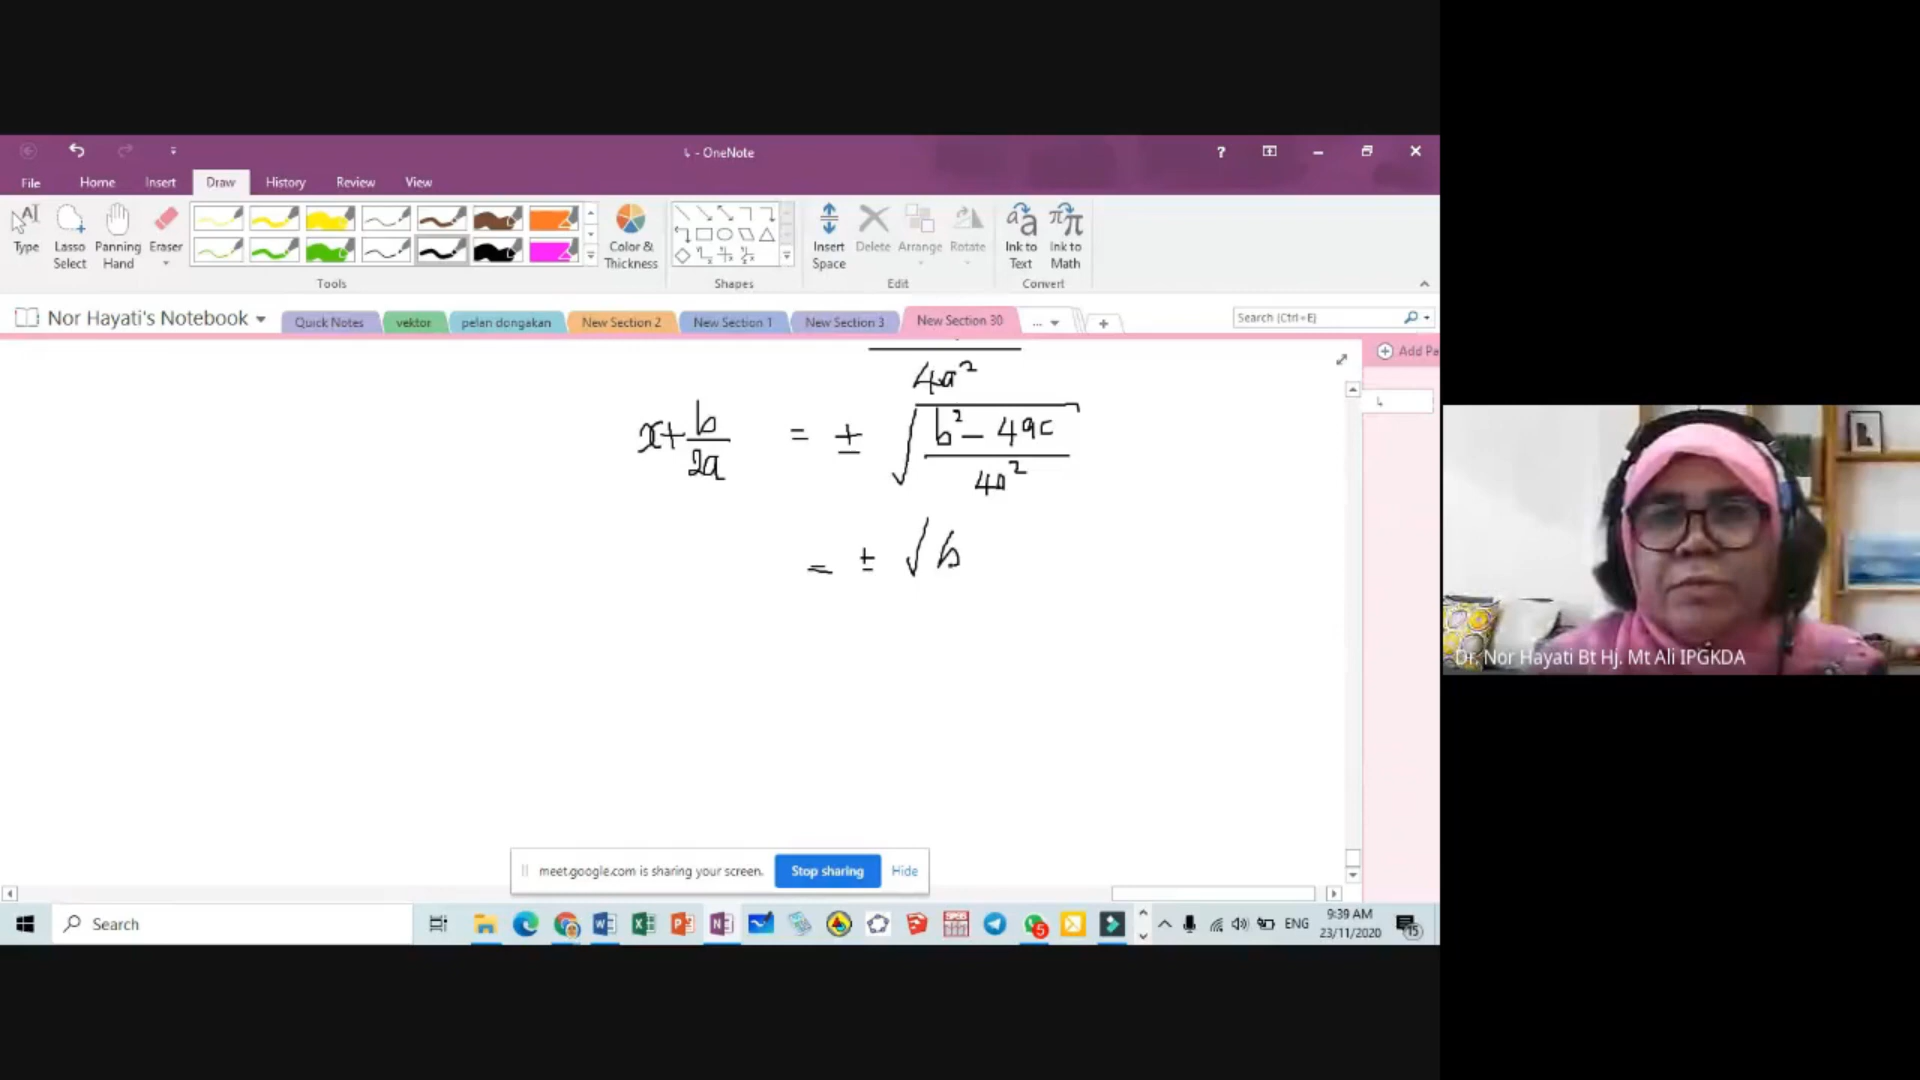 ㄣ - OneNote
?
File Home Insert Draw History Review View
Type
Lasso Select
Panning Hand
Eraser
Color & Thickness
Insert Space
Delete
Arrange
Rotate
Ink to Text
Ink to Math
Tools
Shapes
Edit
Convert
Nor Hayati's Notebook
Quick Notes
vektor
pelan dongakan
New Section 2
New Section 1
New Section 3
New Section 30
...
+
Search (Ctrl+E)
Add Pa
4a²
x + b/2a = ± √(b² - 4ac / 4a²)
= ± √b
Dr. Nor Hayati Bt Hj. Mt Ali IPGKDA
meet.google.com is sharing your screen. Stop sharing Hide
Search
5
ENG
9:39 AM
23/11/2020
15